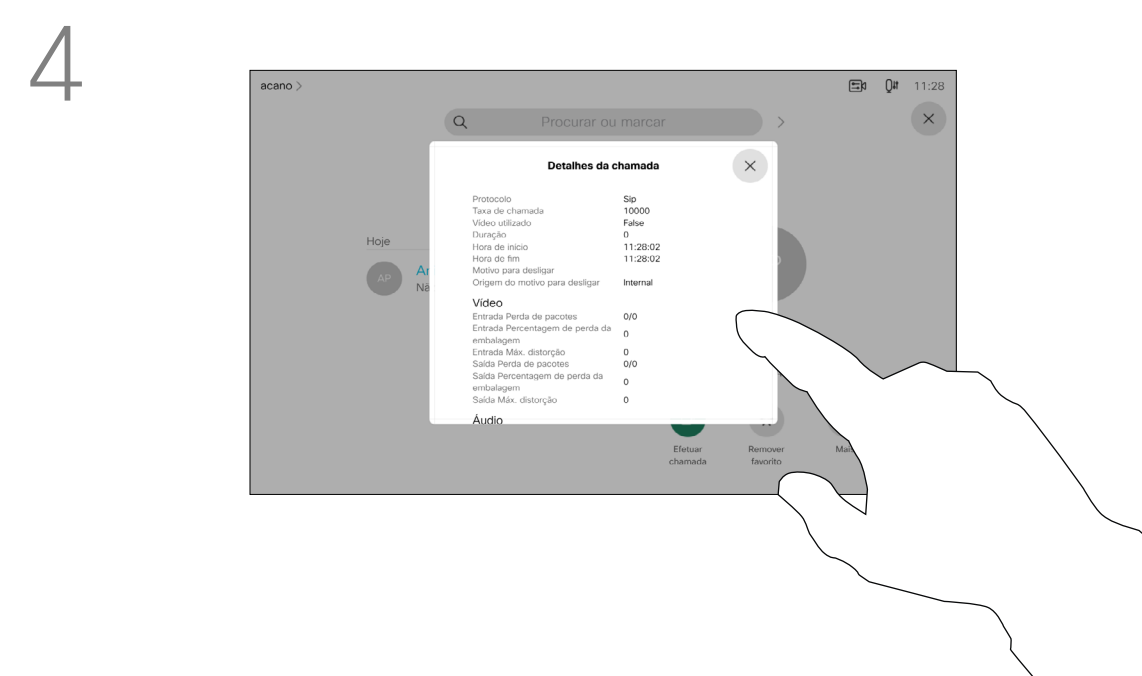 4
acano >
11:28
Procurar ou marcar
Detalhes da chamada
Protocolo Sip
Taxa de chamada 10000
Vídeo utilizado False
Duração 0
Hora de início 11:28:02
Hora de fim 11:28:02
Motivo para desligar
Origem do motivo para desligar Internal
Vídeo
Entrada Perda de pacotes 0/0
Entrada Percentagem de perda da
embalagem 0
Entrada Máx. distorção 0
Saída Perda de pacotes 0/0
Saída Percentagem de perda da
embalagem 0
Saída Máx. distorção 0
Áudio
Hoje
AP
Ar
Nã
Efetuar
chamada
Remover
favorito
Mais